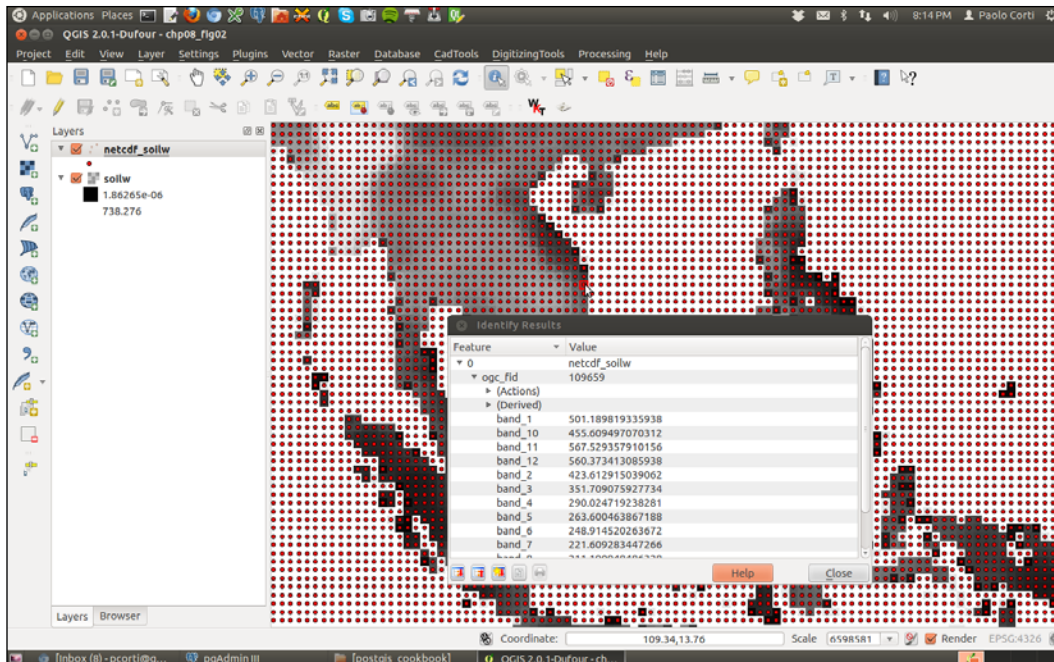 Applications Places 8:14 PM Paolo Corti
QGIS 2.0.1-Dufour - chp08_fig02
Project Edit View Layer Settings Plugins Vector Raster Database CadTools DigitizingTools Processing Help
Layers
netcdf_soilw
soilw
1.86265e-06
738.276
Identify Results
Feature Value
0 netcdf_soilw
ogc_fid 109659
(Actions)
(Derived)
band_1 501.189819335938
band_10 455.609497070312
band_11 567.529357910156
band_12 560.373413085938
band_2 423.612915039062
band_3 351.709075927734
band_4 290.024719238281
band_5 263.600463867188
band_6 248.914520263672
band_7 221.609283447266
Help Close
Layers Browser
Coordinate: 109.34,13.76 Scale 6598581 Render EPSG:4326
[Inbox (8) - pcorti@g... pgAdmin III [postgis_cookbook] QGIS 2.0.1-Dufour - ch...